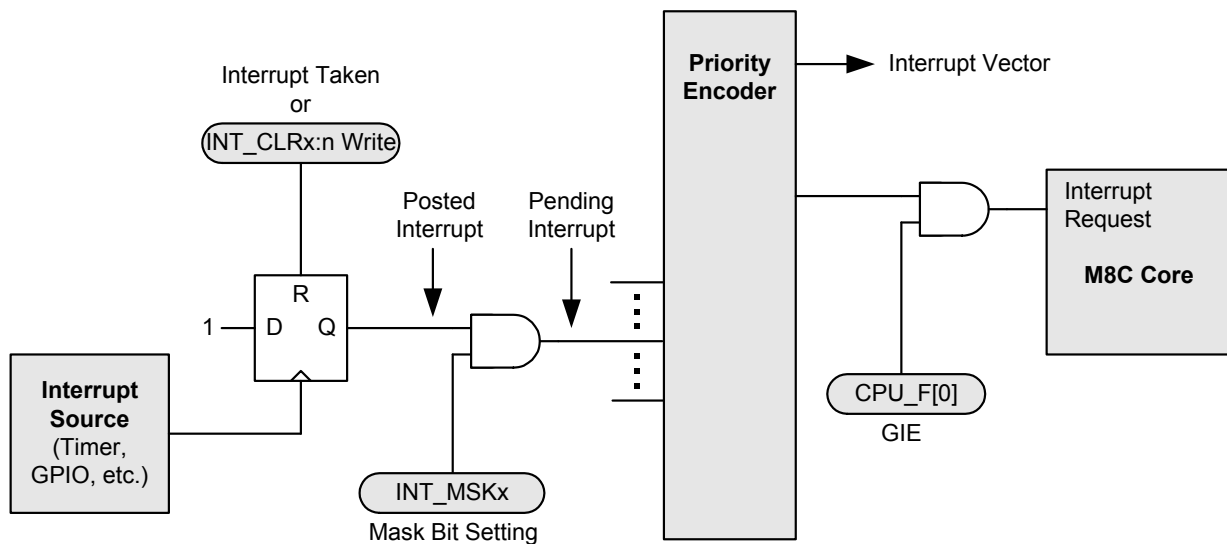 Interrupt Taken
or
INT_CLRx:n Write
Priority
Encoder
Interrupt Vector
Posted
Interrupt
Pending
Interrupt
Interrupt
Request
M8C Core
R
1
D
Q
Interrupt
Source
(Timer,
GPIO, etc.)
CPU_F[0]
GIE
INT_MSKx
Mask Bit Setting